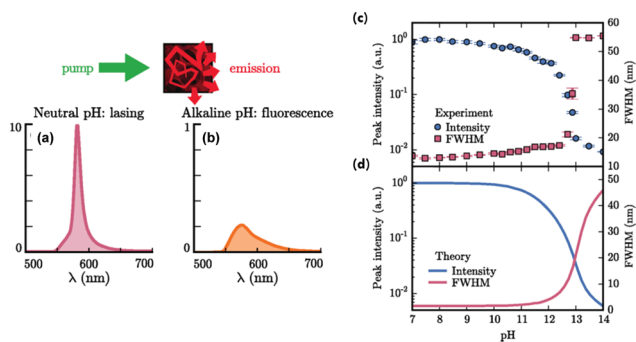 pump
emission
Neutral pH: lasing
Alkaline pH: fluorescence
10
(a)
0
500 600 700
λ (nm)
1
(b)
0
500 600 700
λ (nm)
(c)
10⁰
10⁻¹
10⁻²
Peak intensity (a.u.)
Experiment
Intensity
FWHM
60
50
40
30
20
10
FWHM (nm)
(d)
10⁰
10⁻¹
10⁻²
Peak intensity (a.u.)
Theory
Intensity
FWHM
50
40
30
20
10
0
FWHM (nm)
7 8 9 10 11 12 13 14
pH